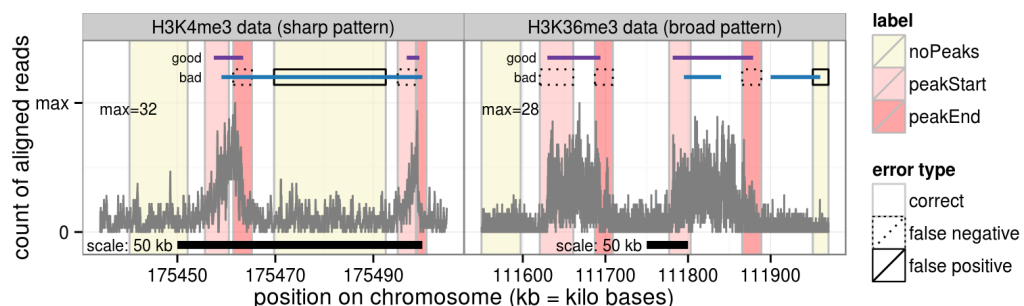 H3K4me3 data (sharp pattern)
H3K36me3 data (broad pattern)
good
bad
good
bad
max
max=32
max=28
count of aligned reads
0
scale: 50 kb
scale: 50 kb
175450
175470
175490
111600
111700
111800
111900
position on chromosome (kb = kilo bases)
label
noPeaks
peakStart
peakEnd
error type
correct
false negative
false positive